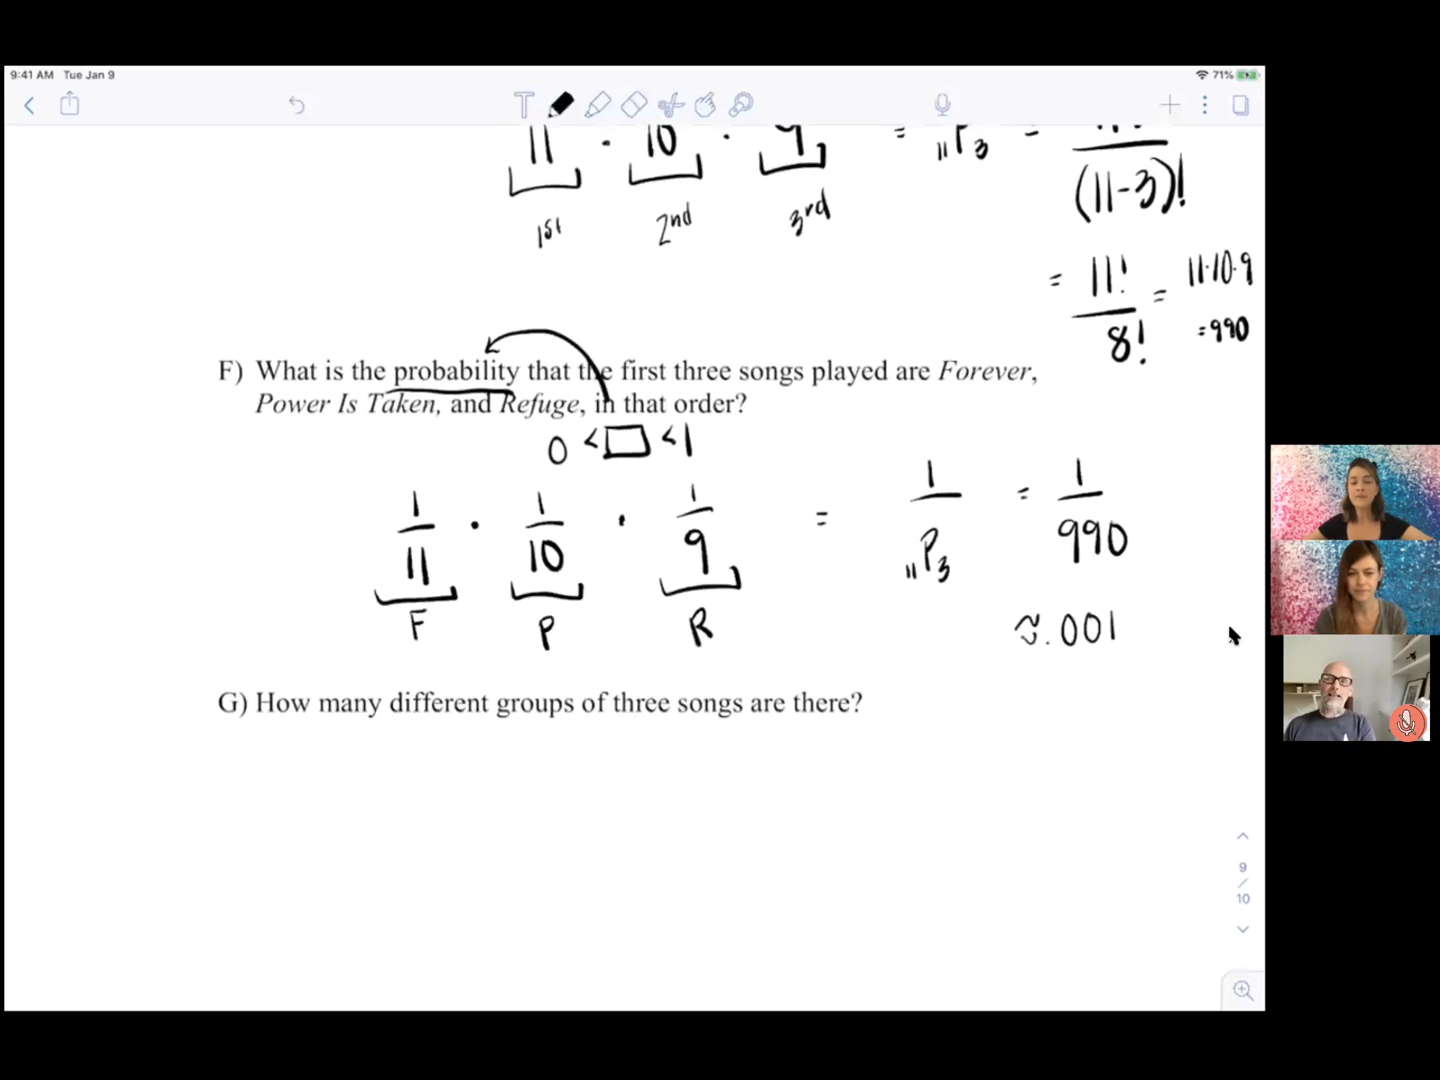 9:41 AM Tue Jan 9
71%
11 · 10 · 9 = 11P3 =
(11-3)!
1st 2nd 3rd
= 11! / 8! = 11·10·9
=990
F) What is the probability that the first three songs played are Forever,
Power Is Taken, and Refuge, in that order?
0 < □ < 1
1/11 · 1/10 · 1/9 = 1/11P3 = 1/990
F P R
≈.001
G) How many different groups of three songs are there?
9
/
10